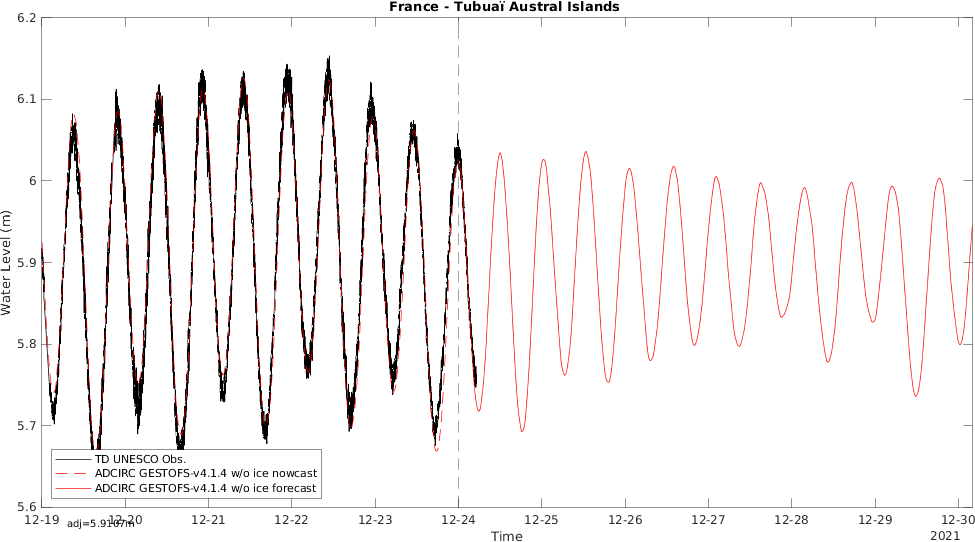 France - Tubuaï Austral Islands
6.2
6.1
6
5.9
5.8
5.7
5.6
Water Level (m)
TD UNESCO Obs.
ADCIRC GESTOFS-v4.1.4 w/o ice nowcast
ADCIRC GESTOFS-v4.1.4 w/o ice forecast
12-19 12-20 12-21 12-22 12-23 12-24 12-25 12-26 12-27 12-28 12-29 12-30
adj=5.9107m
Time
2021